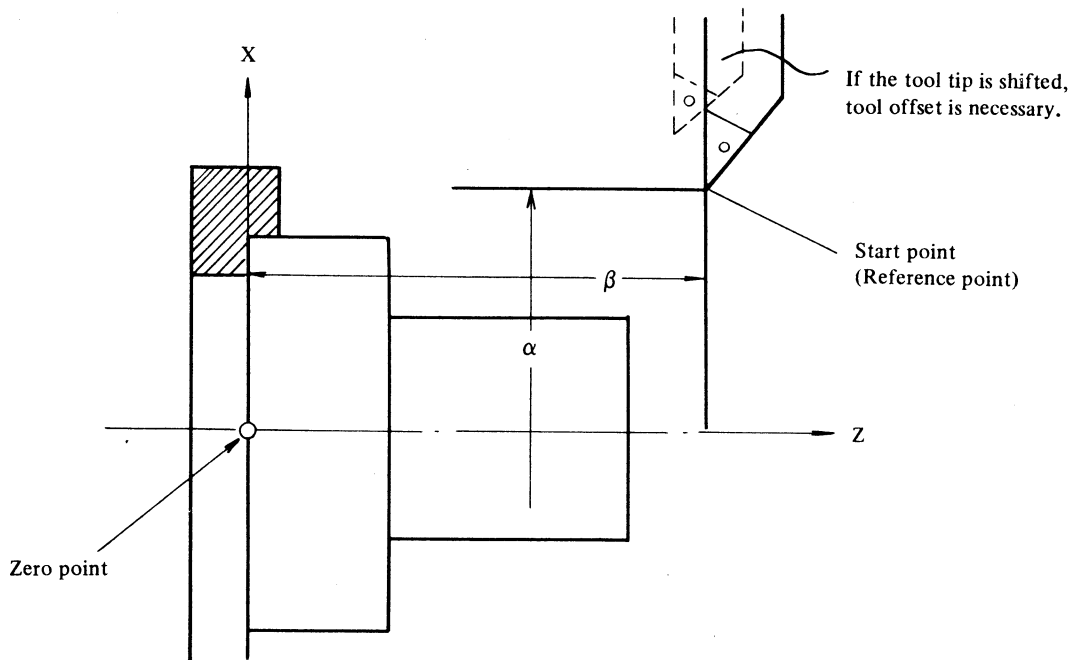 X
If the tool tip is shifted,
tool offset is necessary.
Start point
(Reference point)
β
α
Z
Zero point